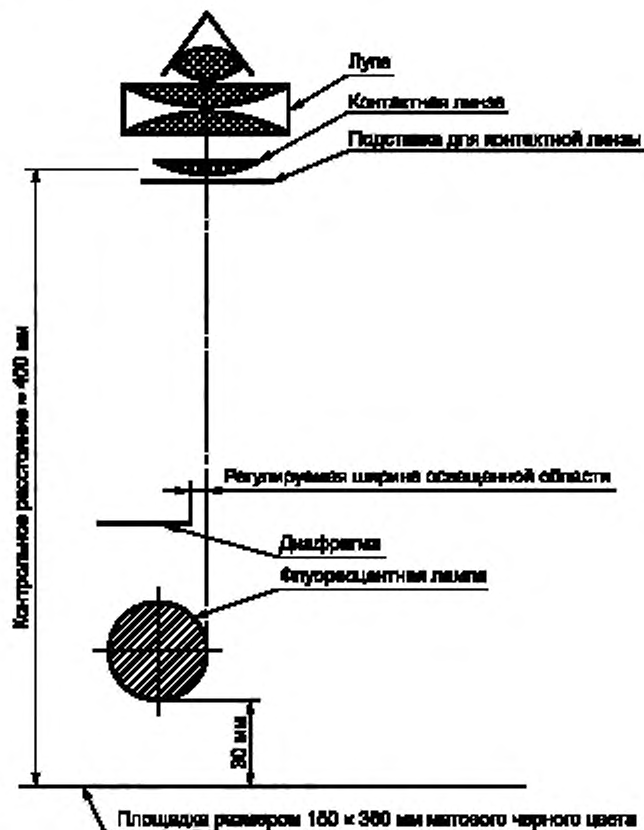 Лупа
Контактная линза
Подставка для контактной линзы
Контрольное расстояние ≈ 400 мм
Регулируемая ширина освещенной области
Диафрагма
Флуоресцентная лампа
30 мм
Площадка размером 150 × 360 мм матового черного цвета